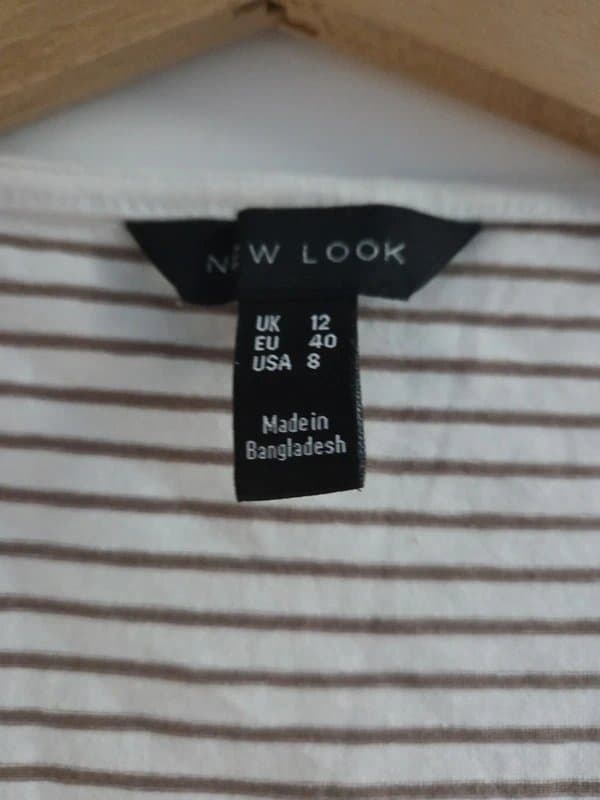 NEW LOOK
UK 12
EU 40
USA 8
Made in
Bangladesh